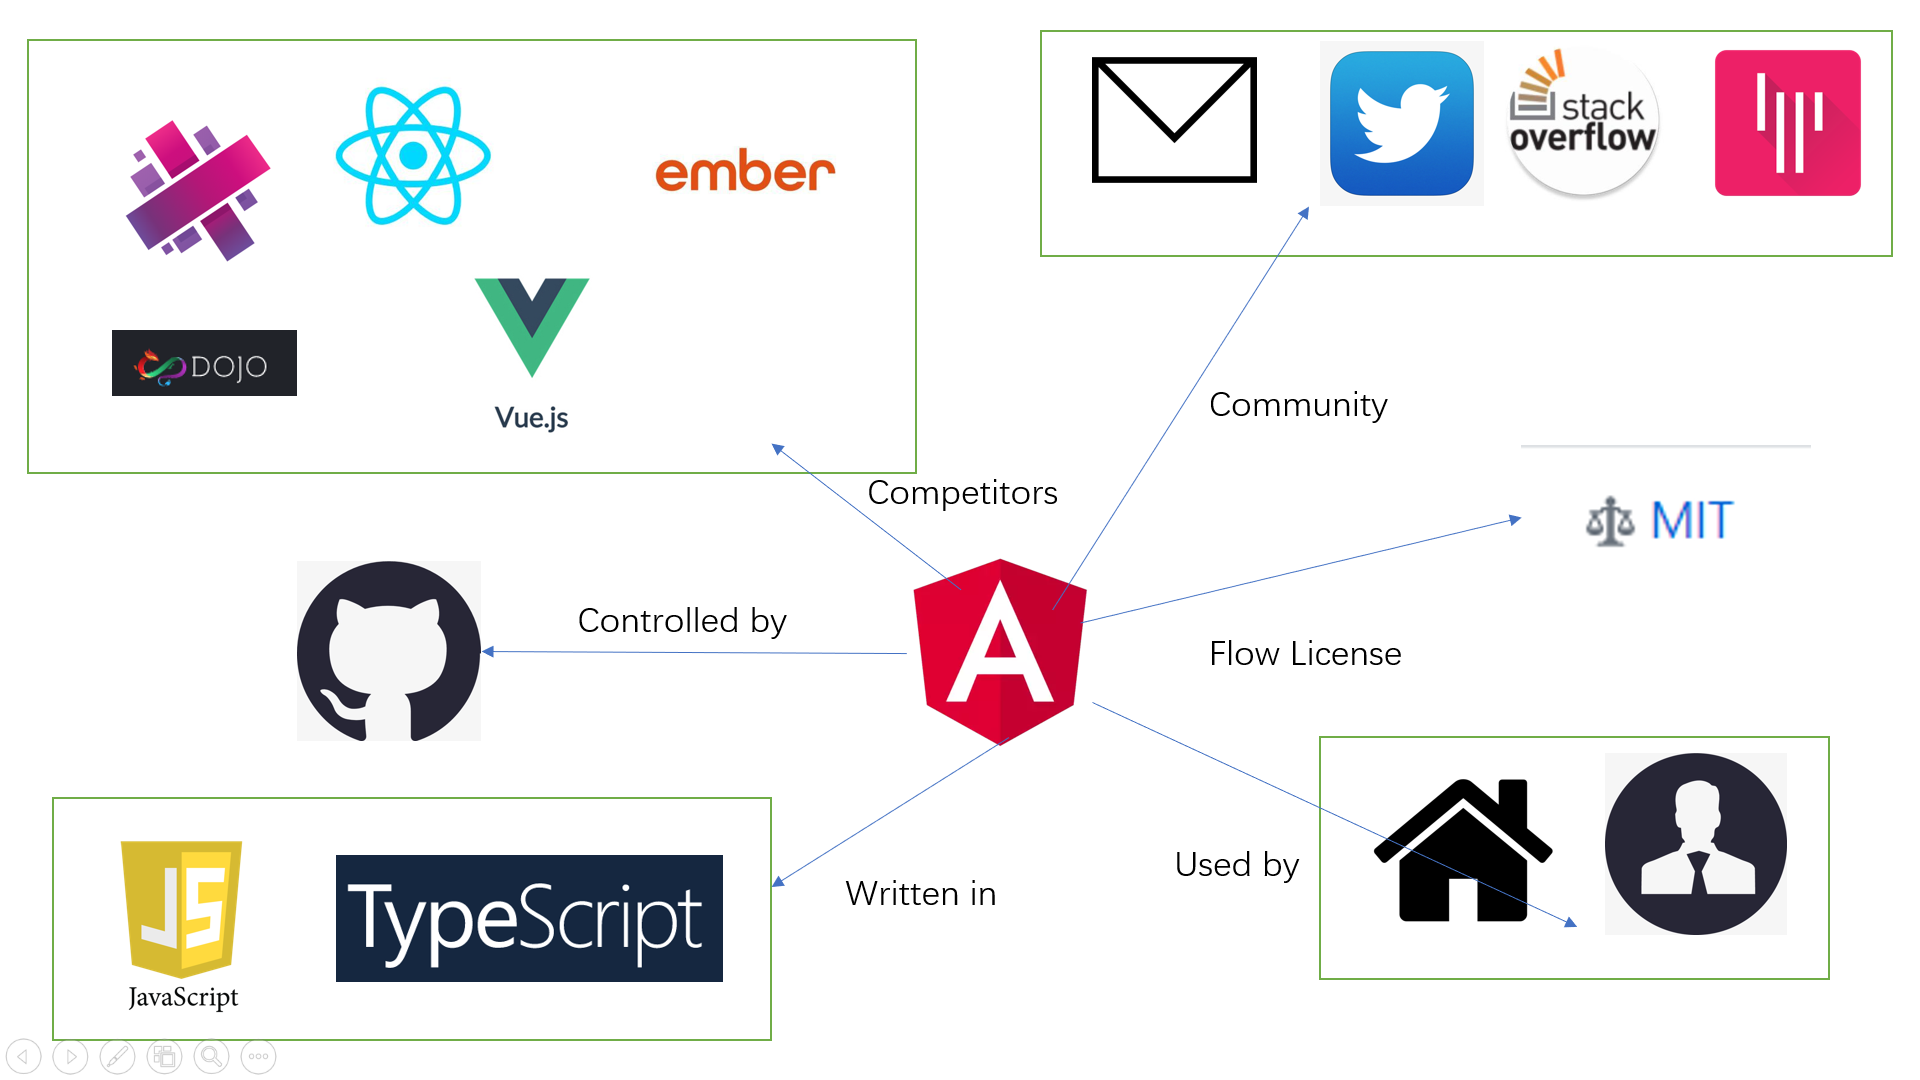 ember
DOJO
Vue.js
stack
overflow
Community
Competitors
MIT
Controlled by
Flow License
Used by
Written in
JS
JavaScript
TypeScript